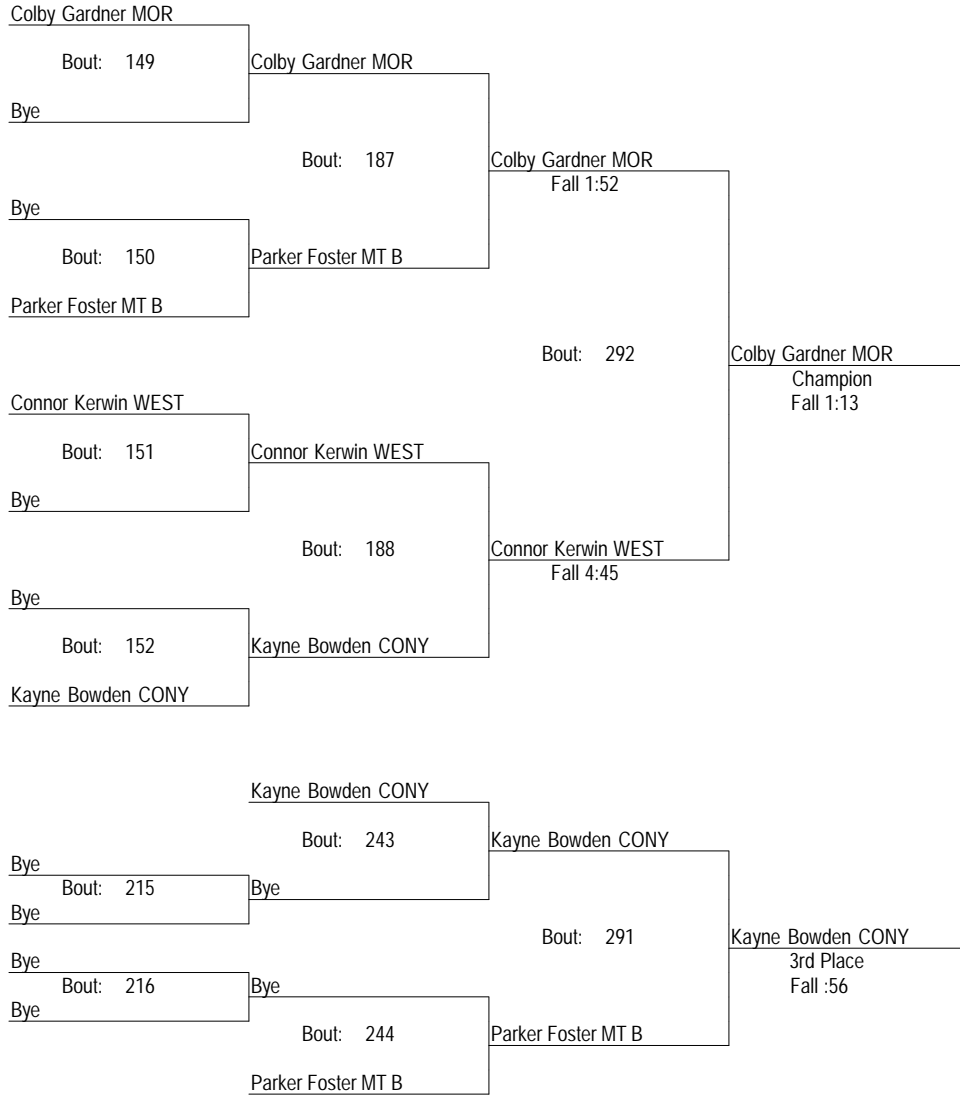 Colby Gardner MOR
Bout: 149
Colby Gardner MOR
Bye
Bout: 187
Colby Gardner MOR
Fall 1:52
Bye
Bout: 150
Parker Foster MT B
Parker Foster MT B
Bout: 292
Colby Gardner MOR
Champion
Fall 1:13
Connor Kerwin WEST
Bout: 151
Connor Kerwin WEST
Bye
Bout: 188
Connor Kerwin WEST
Fall 4:45
Bye
Bout: 152
Kayne Bowden CONY
Kayne Bowden CONY
Kayne Bowden CONY
Bout: 243
Kayne Bowden CONY
Bye
Bout: 215
Bye
Bye
Bout: 291
Kayne Bowden CONY
3rd Place
Fall :56
Bye
Bout: 216
Bye
Bye
Bout: 244
Parker Foster MT B
Parker Foster MT B